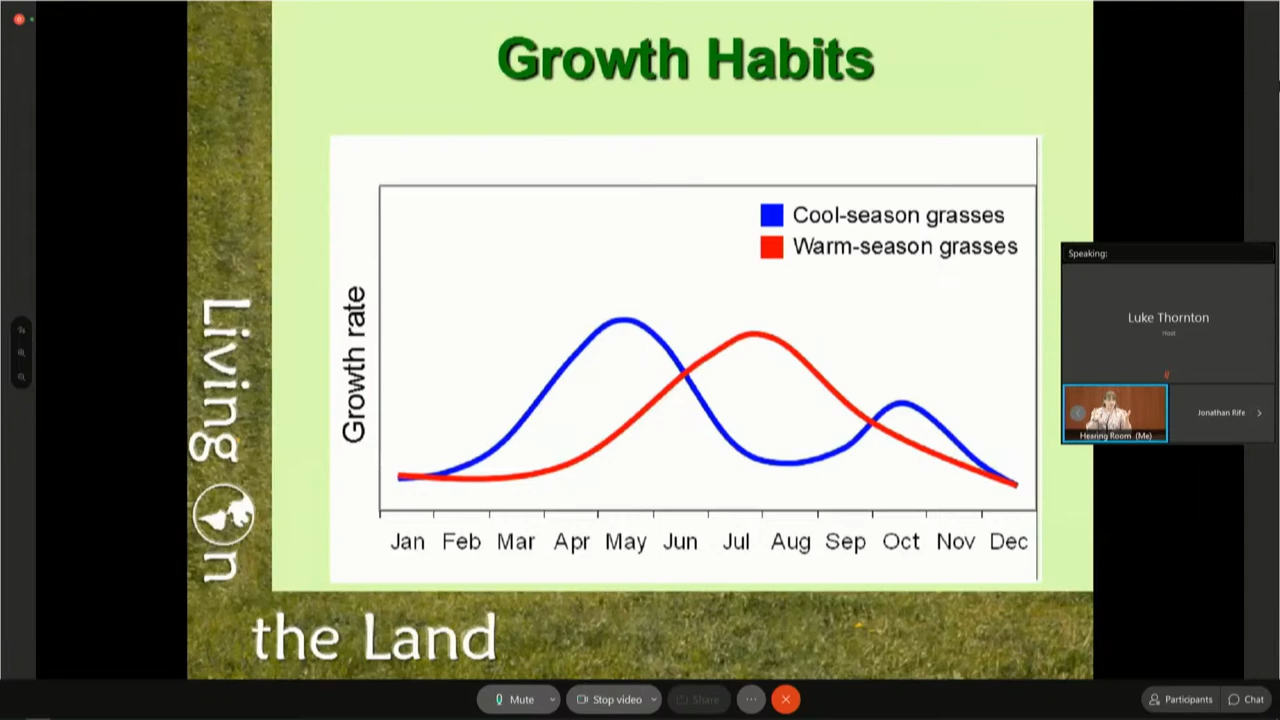 Growth Habits
Cool-season grasses
Warm-season grasses
Growth rate
Jan Feb Mar Apr May Jun Jul Aug Sep Oct Nov Dec
Living On
the Land
Speaking:
Luke Thornton
Host
Hearing Room (Me)
Jonathan Rife
Mute
Stop video
Share
Participants
Chat